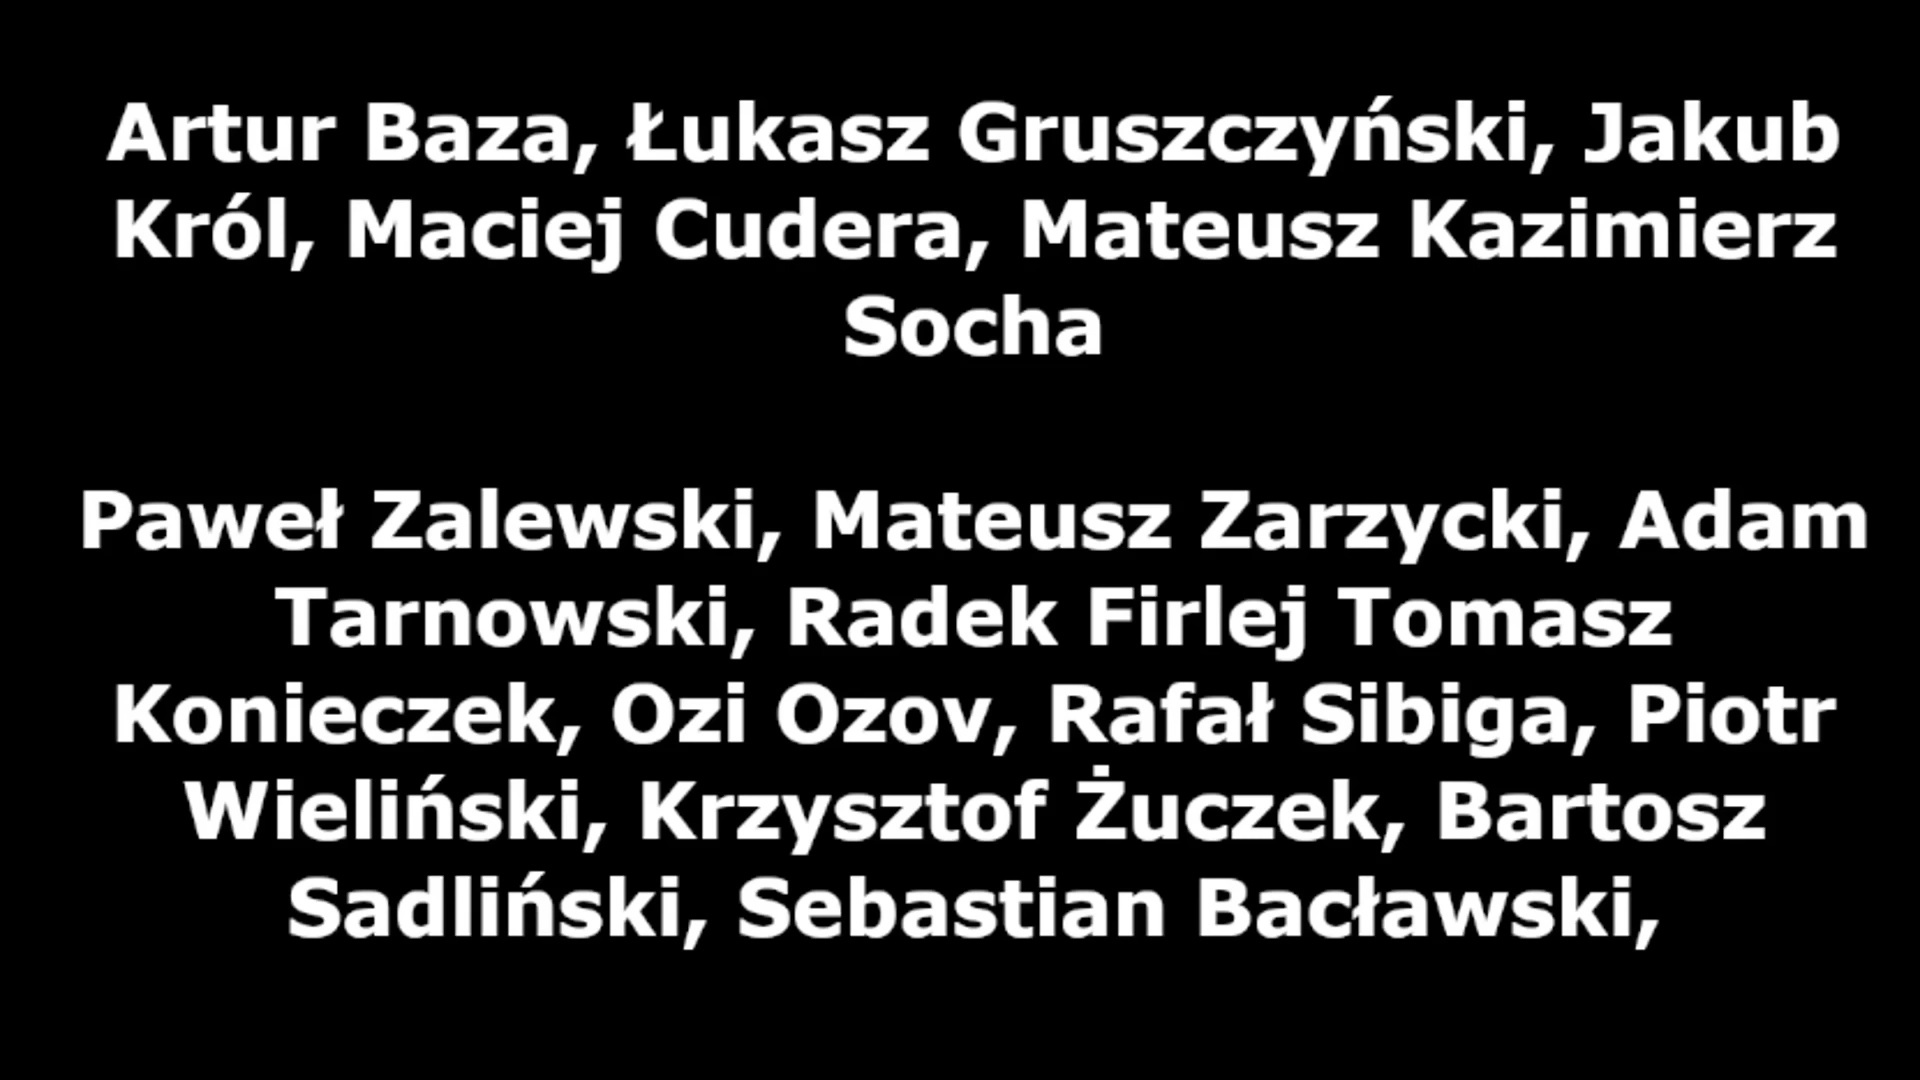 Artur Baza, Łukasz Gruszczyński, Jakub
Król, Maciej Cudera, Mateusz Kazimierz
Socha
Paweł Zalewski, Mateusz Zarzycki, Adam
Tarnowski, Radek Firlej Tomasz
Konieczek, Ozi Ozov, Rafał Sibiga, Piotr
Wieliński, Krzysztof Żuczek, Bartosz
Sadliński, Sebastian Bacławski,